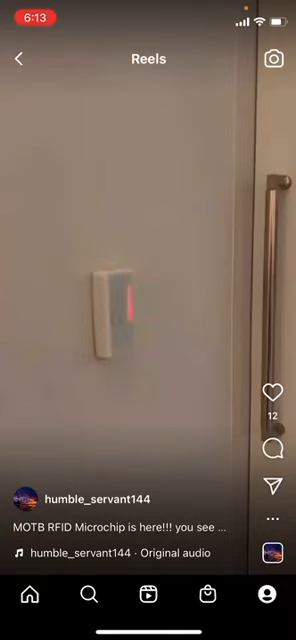 6:13
Reels
12
humble_servant144
MOTB RFID Microchip is here!!! you see ...
humble_servant144 · Original audio